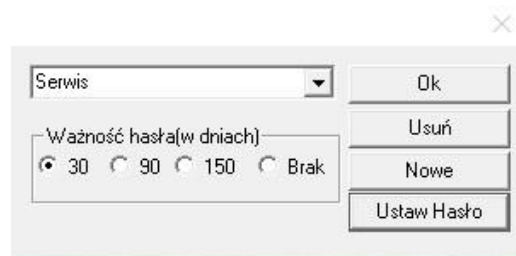 Serwis
Ok
Ważność hasła(w dniach)
Usuń
30 90 150 Brak
Nowe
Ustaw Hasło